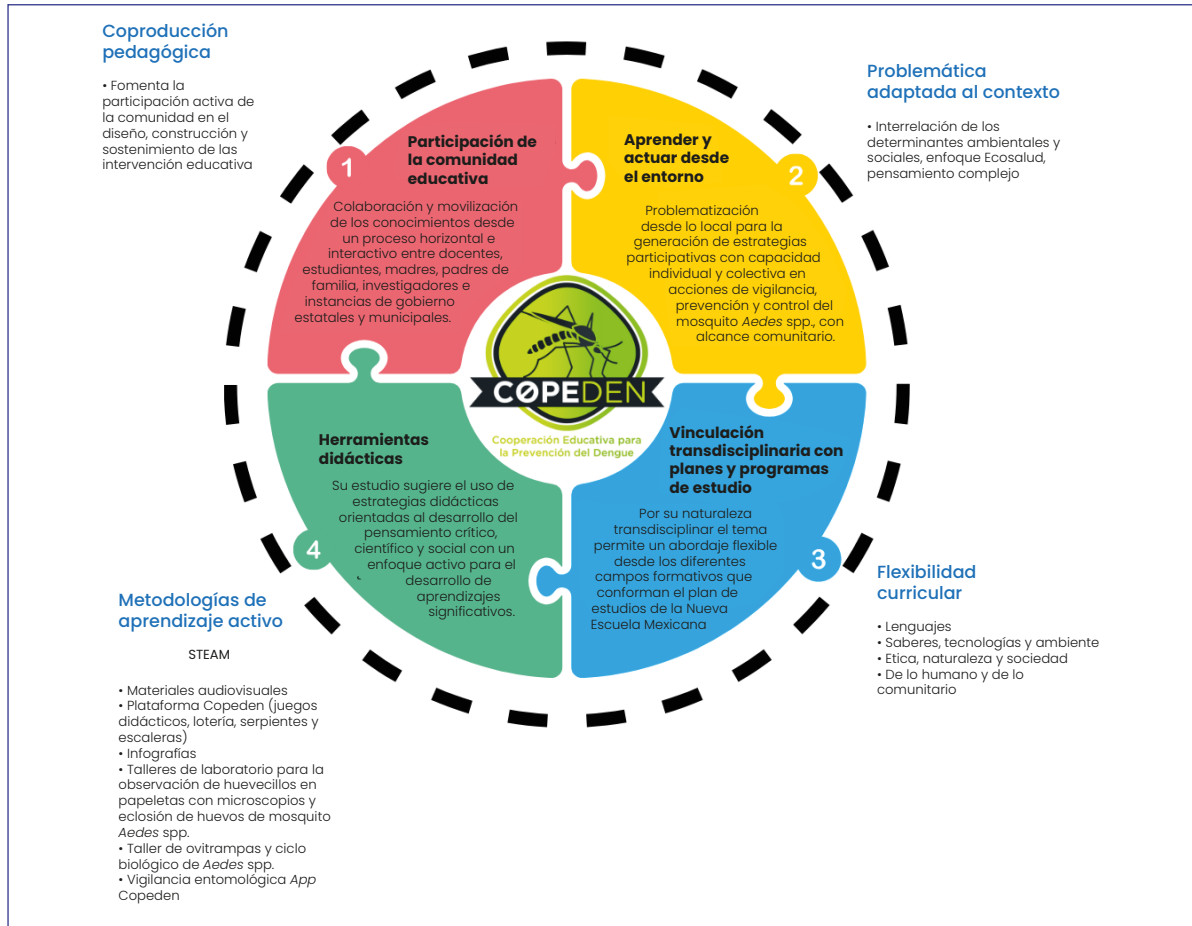 Coproducción
pedagógica
• Fomenta la
participación activa de
la comunidad en el
diseño, construcción y
sostenimiento de las
intervención educativa
1
Participación de
la comunidad
educativa
Colaboración y movilización
de los conocimientos desde
un proceso horizontal e
interactivo entre docentes,
estudiantes, madres, padres de
familia, investigadores e
instancias de gobierno
estatales y municipales.
Problemática
adaptada al contexto
• Interrelación de los
determinantes ambientales y
sociales, enfoque Ecosalud,
pensamiento complejo
2
Aprender y
actuar desde
el entorno
Problematización
desde lo local para la
generación de estrategias
participativas con capacidad
individual y colectiva en
acciones de vigilancia,
prevención y control del
mosquito Aedes spp., con
alcance comunitario.
COPEDEN
Cooperación Educativa para
la Prevención del Dengue
Vinculación
transdisciplinaria con
planes y programas
de estudio
Por su naturaleza
transdisciplinar el tema
permite un abordaje flexible
desde los diferentes
campos formativos que
conforman el plan de
estudios de la Nueva
Escuela Mexicana
3
Flexibilidad
curricular
• Lenguajes
• Saberes, tecnologías y ambiente
• Etica, naturaleza y sociedad
• De lo humano y de lo
comunitario
Herramientas
didácticas
Su estudio sugiere el uso de
estrategias didácticas
orientadas al desarrollo del
pensamiento crítico,
científico y social con un
enfoque activo para el
desarrollo de
aprendizajes
significativos.
4
Metodologías de
aprendizaje activo
STEAM
• Materiales audiovisuales
• Plataforma Copeden (juegos
didácticos, lotería, serpientes y
escaleras)
• Infografías
• Talleres de laboratorio para la
observación de huevecillos en
papeletas con microscopios y
eclosión de huevos de mosquito
Aedes spp.
• Taller de ovitrampas y ciclo
biológico de Aedes spp.
• Vigilancia entomológica App
Copeden